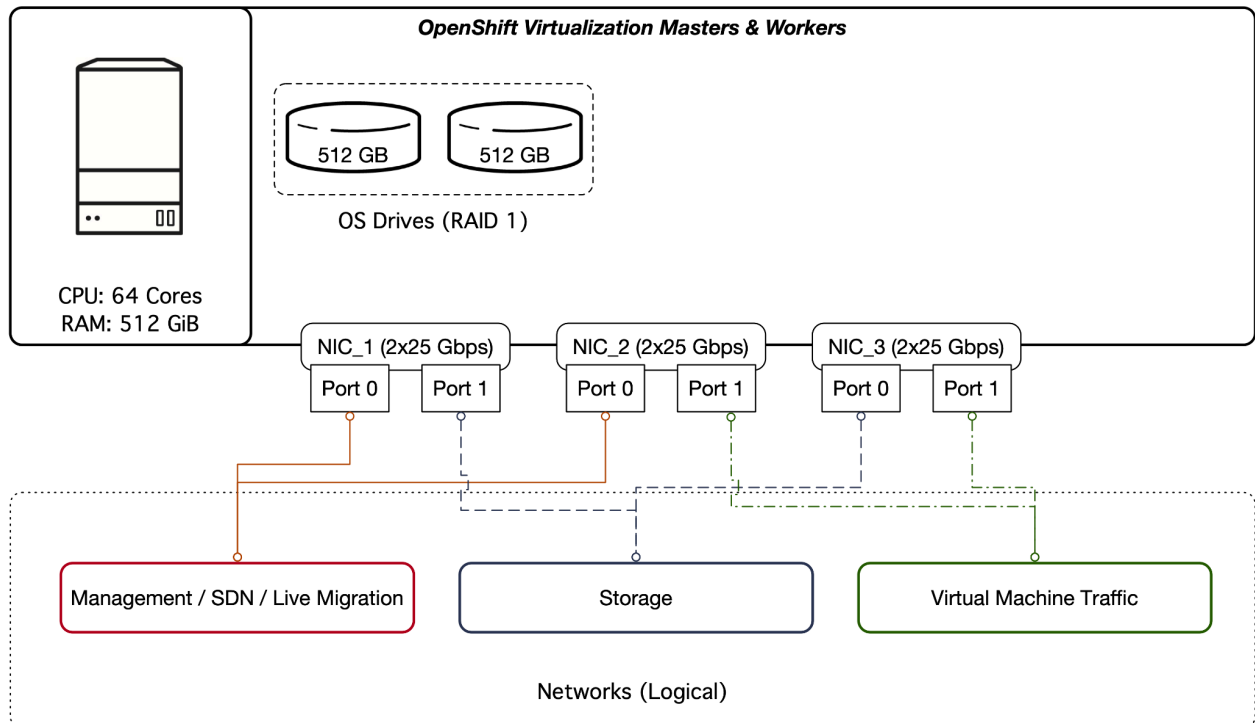 OpenShift Virtualization Masters & Workers
512 GB
512 GB
OS Drives (RAID 1)
CPU: 64 Cores
RAM: 512 GiB
NIC_1 (2x25 Gbps)
NIC_2 (2x25 Gbps)
NIC_3 (2x25 Gbps)
Port 0
Port 1
Port 0
Port 1
Port 0
Port 1
Management / SDN / Live Migration
Storage
Virtual Machine Traffic
Networks (Logical)